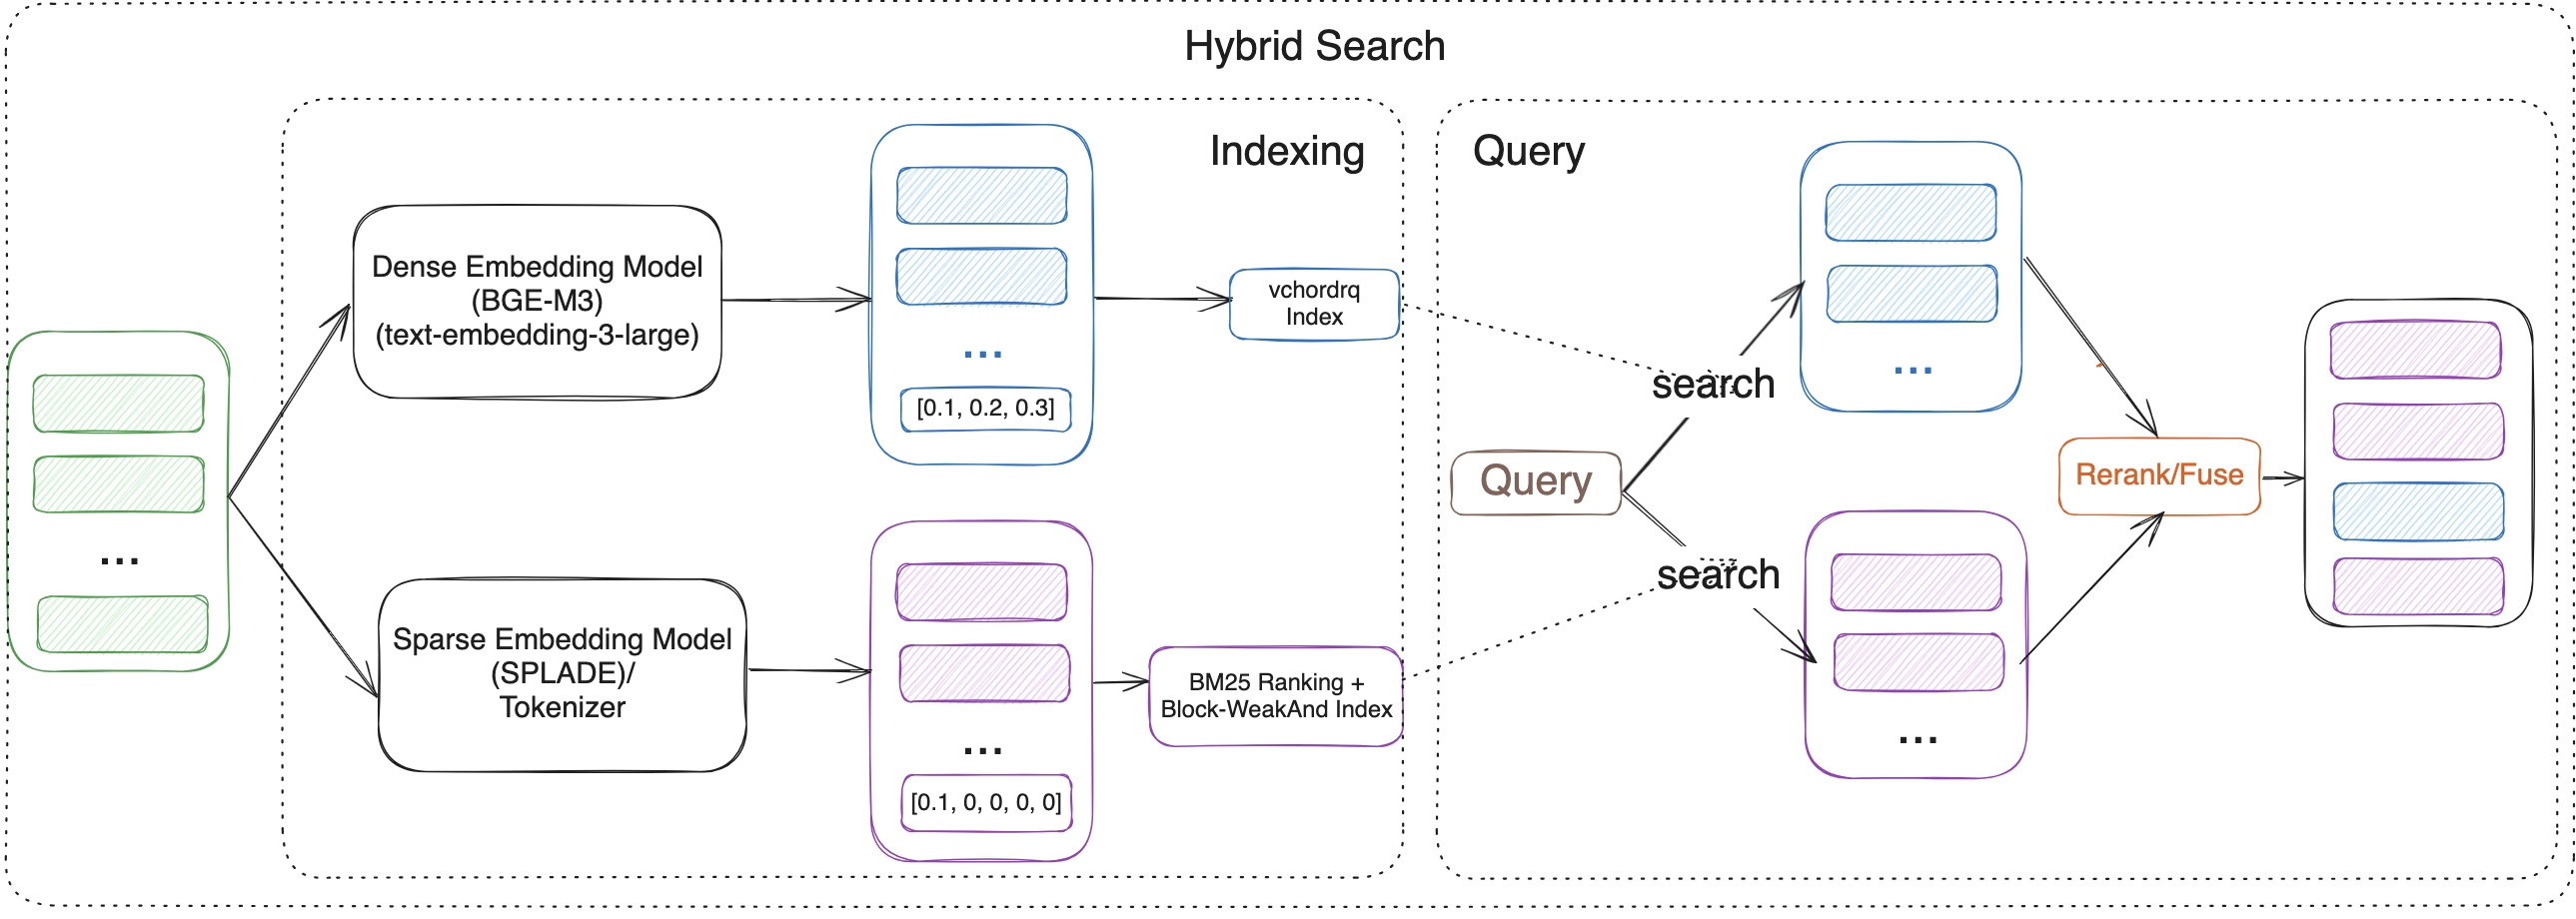 Hybrid Search
Indexing
Dense Embedding Model
(BGE-M3)
(text-embedding-3-large)
...
[0.1, 0.2, 0.3]
vchordrq
Index
...
Sparse Embedding Model
(SPLADE)/
Tokenizer
...
[0.1, 0, 0, 0, 0]
BM25 Ranking +
Block-WeakAnd Index
Query
search
Query
search
...
...
Rerank/Fuse